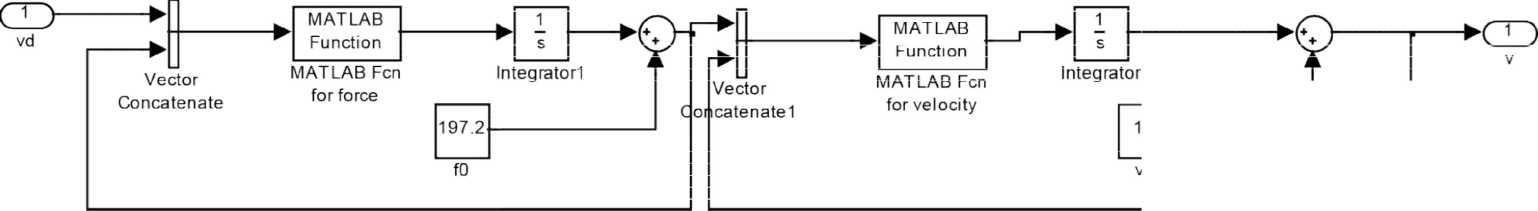 1
vd
Vector
Concatenate
MATLAB
Function
MATLAB Fcn
for force
1
s
Integrator1
+
+
197.2
f0
Vector
Concatenate1
MATLAB
Function
MATLAB Fcn
for velocity
1
s
Integrator
1
v
+
+
1
v